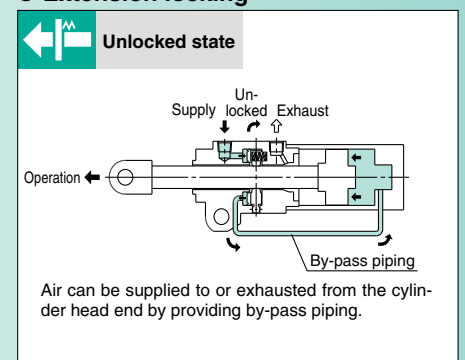 Extension locking
Unlocked state
Un-
Supply locked Exhaust
Operation
By-pass piping
Air can be supplied to or exhausted from the cylin-
der head end by providing by-pass piping.